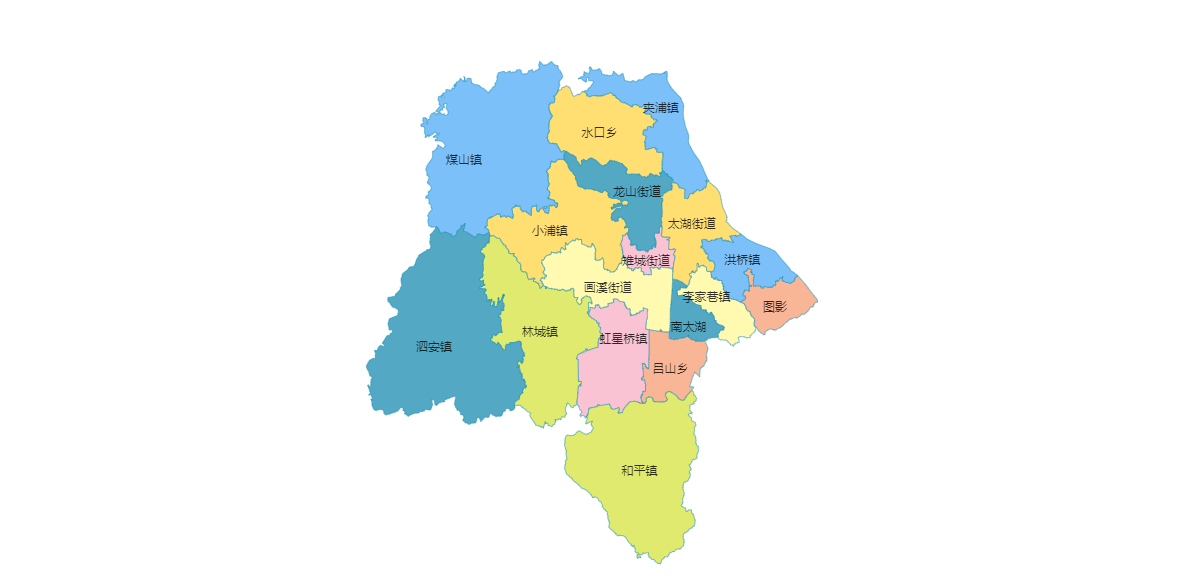 夹浦镇
水口乡
煤山镇
龙山街道
太湖街道
小浦镇
雉城街道
洪桥镇
画溪街道
李家巷镇
图影
南太湖
林城镇
虹星桥镇
泗安镇
吕山乡
和平镇